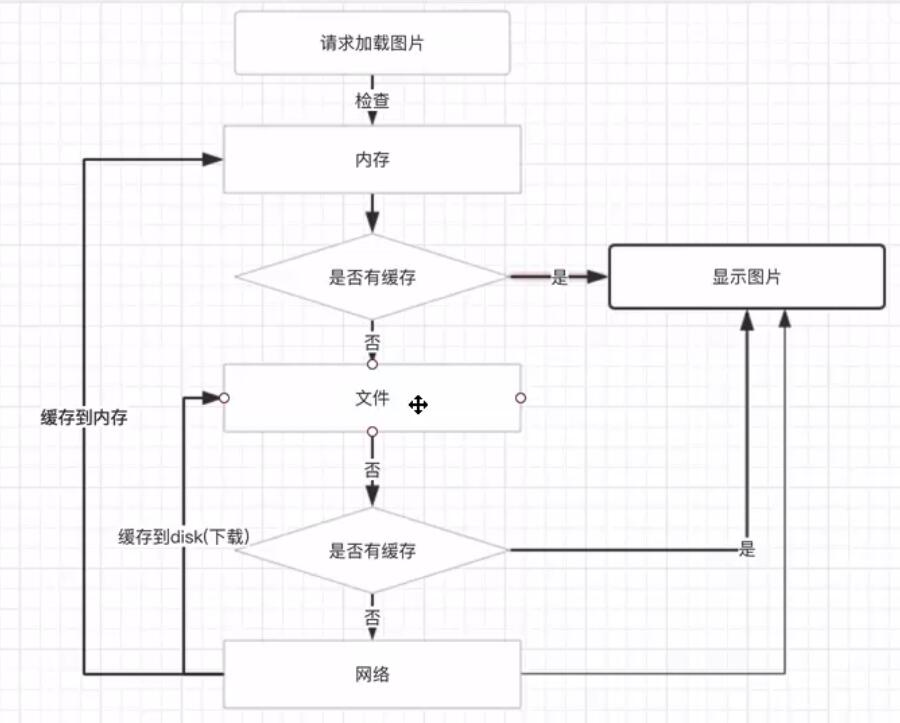 请求加载图片
检查
内存
是否有缓存
是
显示图片
否
文件
缓存到内存
否
缓存到disk(下载)
是否有缓存
是
否
网络